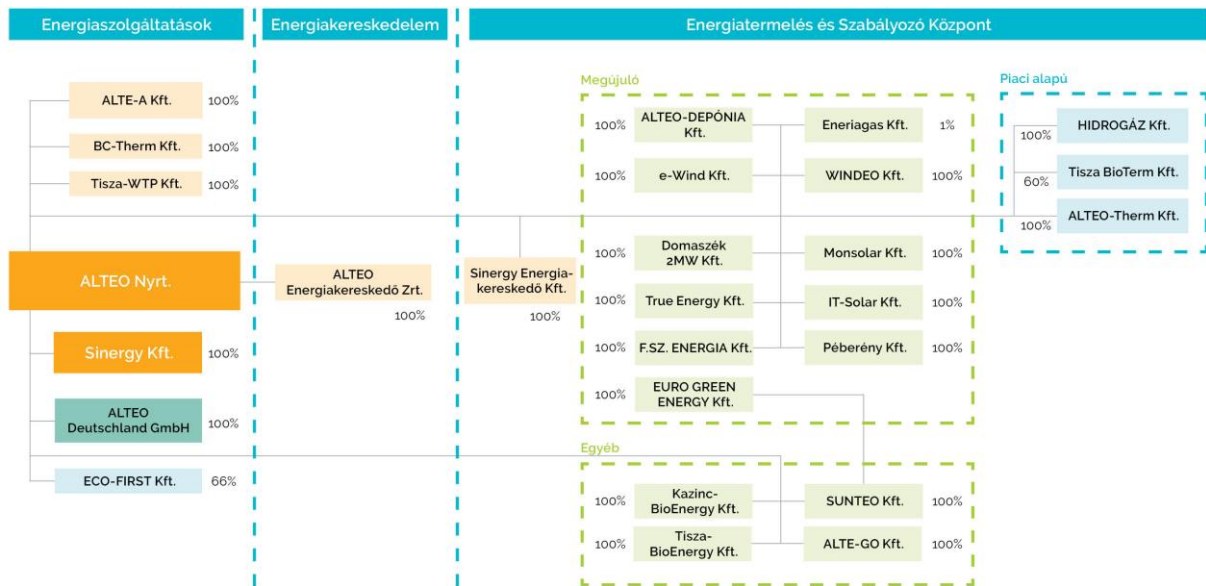 Energiaszolgáltatások
Energiakereskedelem
Energiatermelés és Szabályozó Központ
ALTE-A Kft. 100%
BC-Therm Kft. 100%
Tisza-WTP Kft. 100%
ALTEO Nyrt.
Sinergy Kft. 100%
ALTEO
Deutschland GmbH 100%
ECO-FIRST Kft. 66%
ALTEO
Energiakereskedő Zrt.
100%
Sinergy Energia-
kereskedő Kft.
100%
Megújuló
100% ALTEO-DEPÓNIA
Kft.
Eneriagas Kft. 1%
100% e-Wind Kft.
WINDEO Kft. 100%
100% Domaszék
2MW Kft.
Monsolar Kft. 100%
100% True Energy Kft.
IT-Solar Kft. 100%
100% F.SZ. ENERGIA Kft.
Péberény Kft. 100%
100% EURO GREEN
ENERGY Kft.
Egyéb
100% Kazinc-
BioEnergy Kft.
SUNTEO Kft. 100%
100% Tisza-
BioEnergy Kft.
ALTE-GO Kft. 100%
Piaci alapú
100% HIDROGÁZ Kft.
60% Tisza BioTerm Kft.
100% ALTEO-Therm Kft.